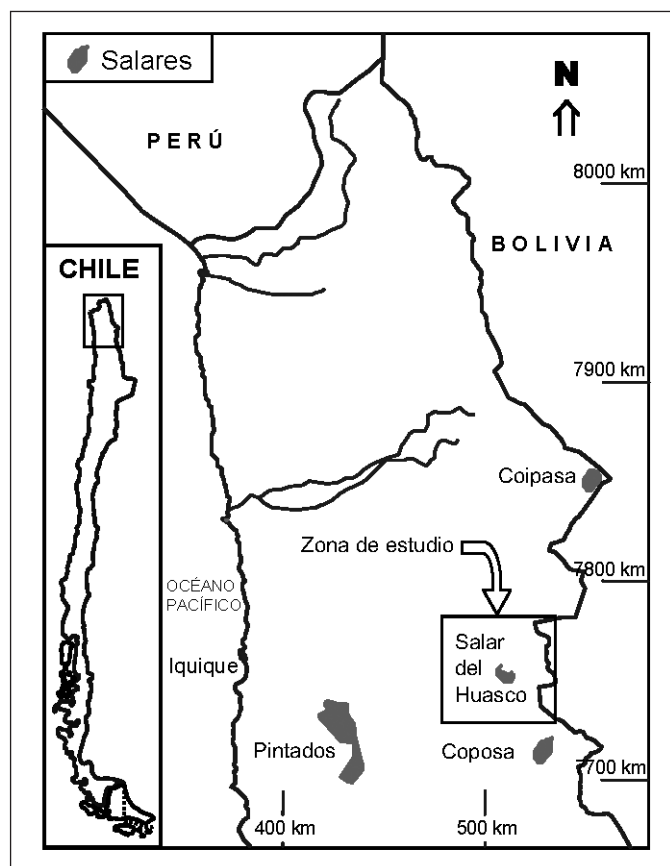 Salares
PERÚ
N
8000 km
BOLIVIA
CHILE
7900 km
Coipasa
Zona de estudio
OCÉANO
PACÍFICO
7800 km
Iquique
Salar
del
Huasco
Pintados
Coposa
7700 km
400 km
500 km